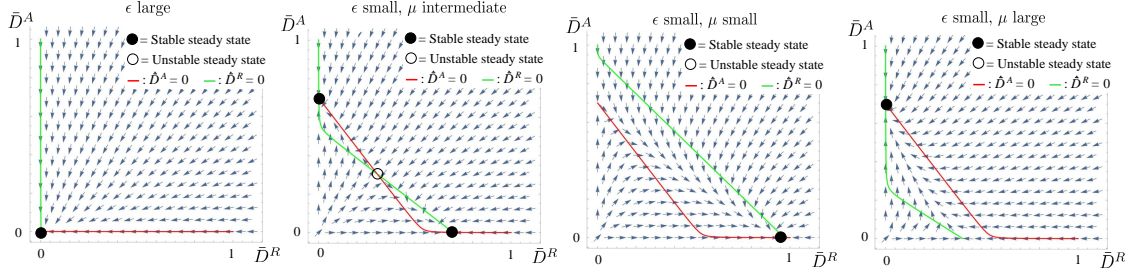 ϵ large
D̄^A
1
● = Stable steady state
○ = Unstable steady state
— : Ḋ^A = 0 — : Ḋ^R = 0
0
0
1
D̄^R
ϵ small, μ intermediate
D̄^A
1
● = Stable steady state
○ = Unstable steady state
— : Ḋ^A = 0 — : Ḋ^R = 0
0
0
1
D̄^R
ϵ small, μ small
D̄^A
1
● = Stable steady state
○ = Unstable steady state
— : Ḋ^A = 0 — : Ḋ^R = 0
0
0
1
D̄^R
ϵ small, μ large
D̄^A
1
● = Stable steady state
○ = Unstable steady state
— : Ḋ^A = 0 — : Ḋ^R = 0
0
0
1
D̄^R